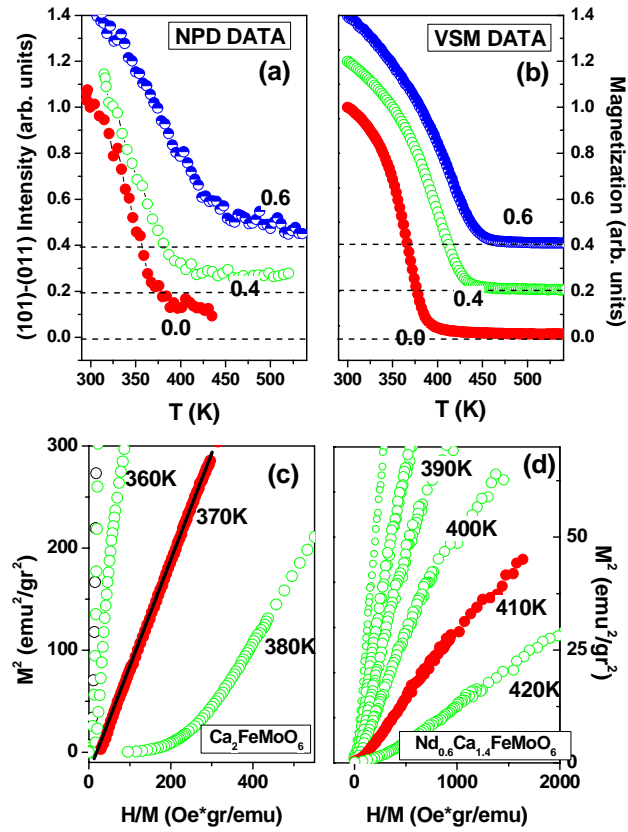 NPD DATA
(a)
(101)-(011) Intensity (arb. units)
1.4
1.2
1.0
0.8
0.6
0.4
0.2
0.0
0.6
0.4
0.0
300 350 400 450 500
T (K)
VSM DATA
(b)
Magnetization (arb. units)
1.4
1.2
1.0
0.8
0.6
0.4
0.2
0.0
0.6
0.4
0.0
300 350 400 450 500
T (K)
(c)
M² (emu²/gr²)
300
200
100
0
360K
370K
380K
Ca₂FeMoO₆
0 200 400
H/M (Oe*gr/emu)
(d)
390K
400K
410K
420K
Nd₀.₆Ca₁.₄FeMoO₆
50
25
0
M² (emu²/gr²)
0 1000 2000
H/M (Oe*gr/emu)